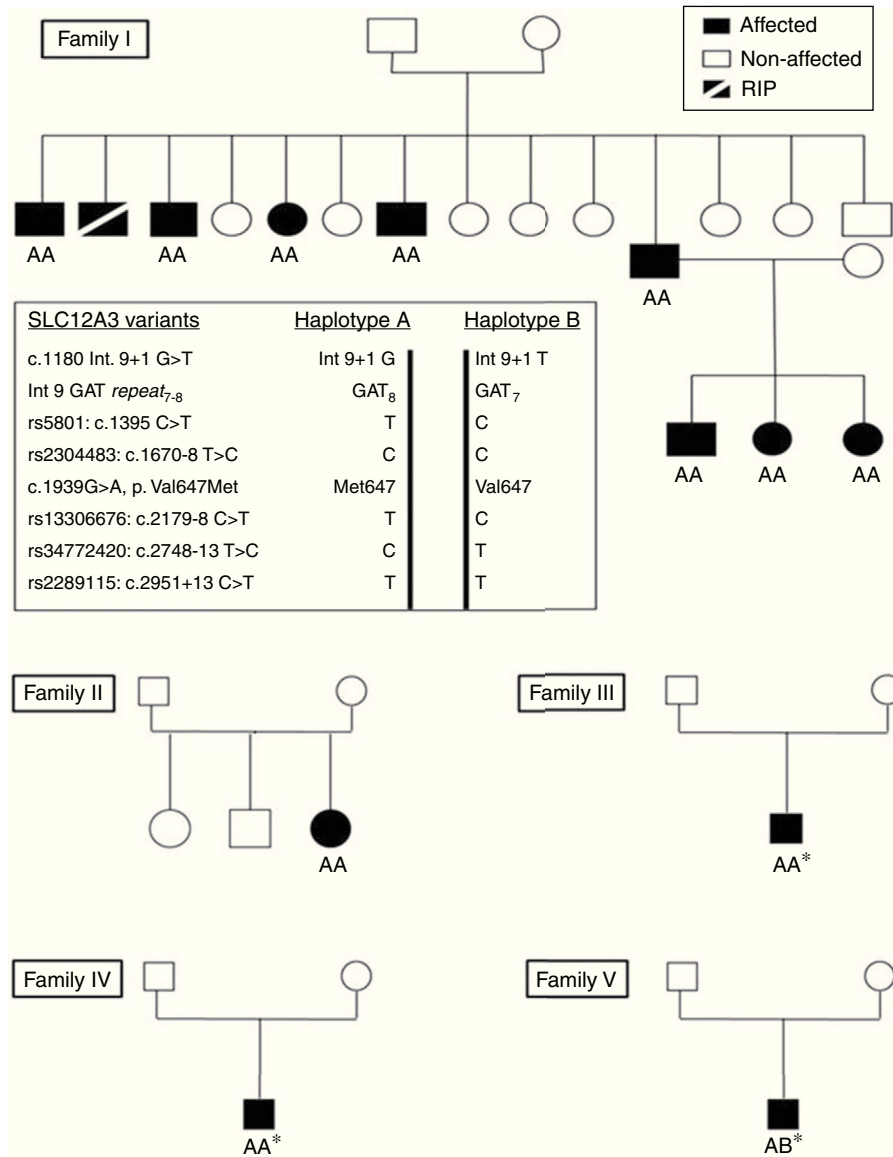 Family I
Affected
Non-affected
RIP
AA AA AA AA
AA
SLC12A3 variants Haplotype A Haplotype B
c.1180 Int. 9+1 G>T Int 9+1 G Int 9+1 T
Int 9 GAT repeat7-8 GAT8 GAT7
rs5801: c.1395 C>T T C
rs2304483: c.1670-8 T>C C C
c.1939G>A, p. Val647Met Met647 Val647
rs13306676: c.2179-8 C>T T C
rs34772420: c.2748-13 T>C C T
rs2289115: c.2951+13 C>T T T
AA AA AA
Family II
Family III
AA
AA*
Family IV
Family V
AA*
AB*